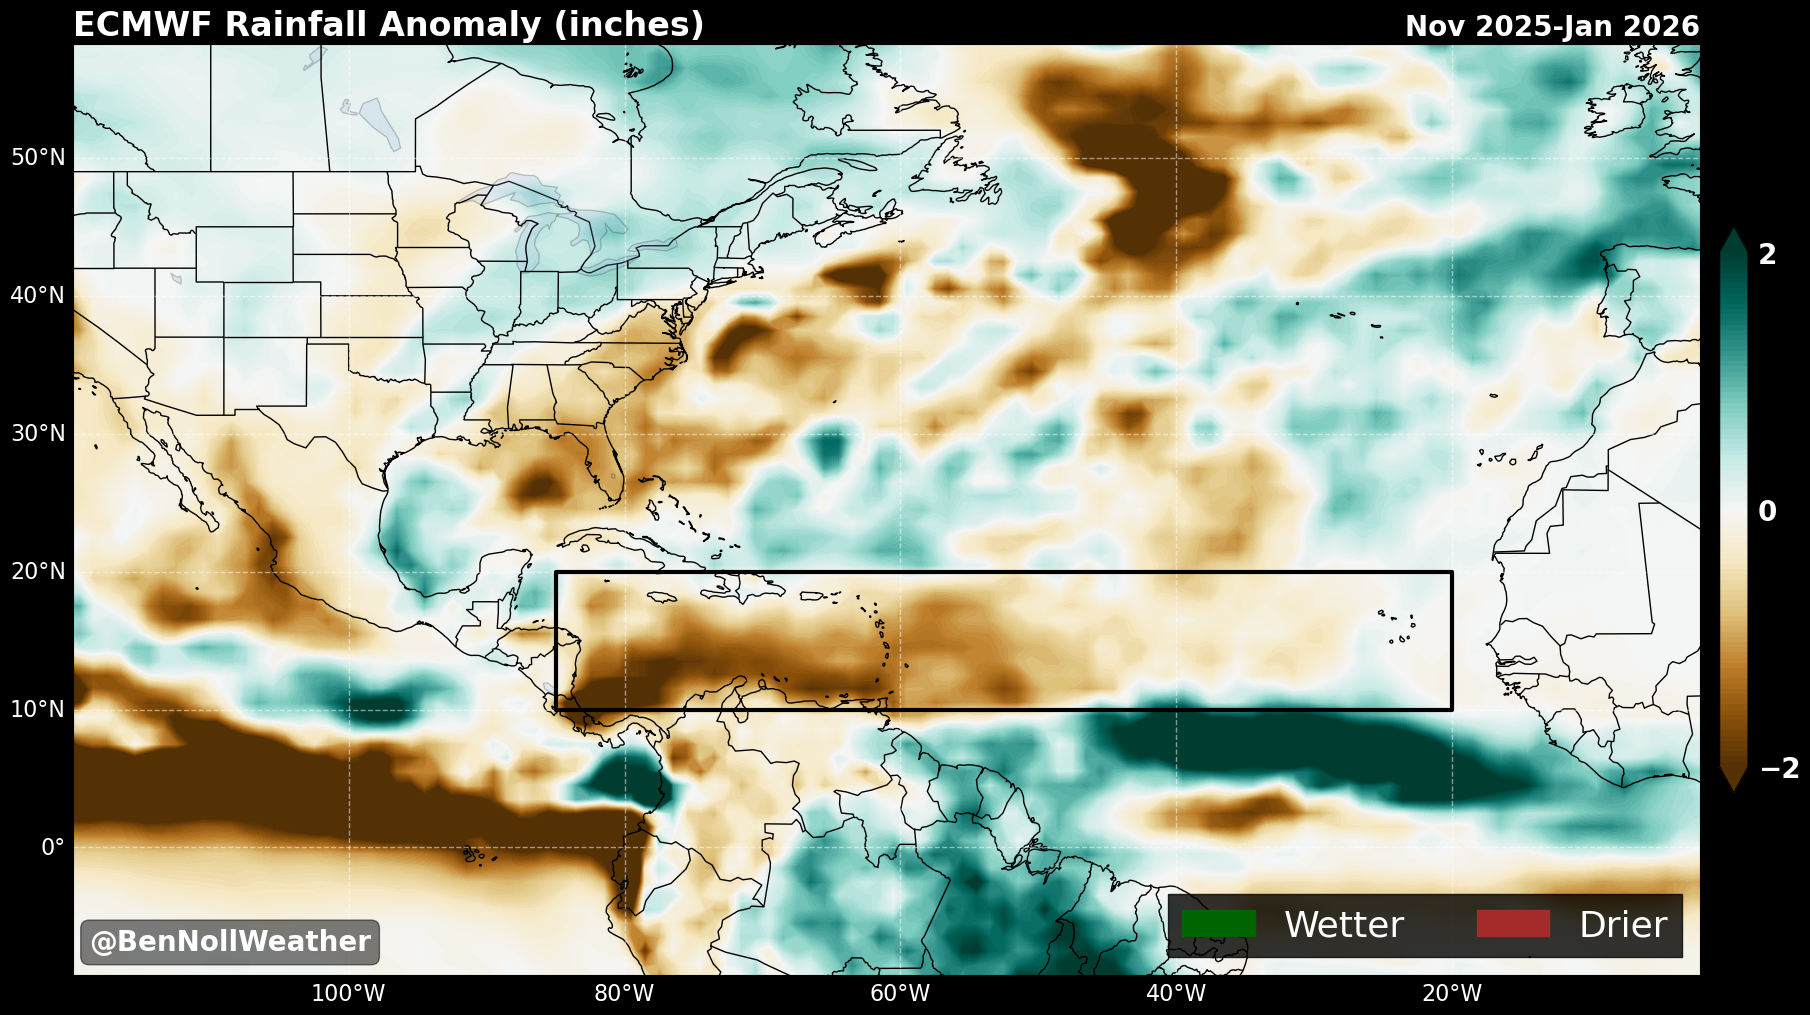 ECMWF Rainfall Anomaly (inches)
Nov 2025-Jan 2026
50°N
40°N
30°N
20°N
10°N
0°
100°W
80°W
60°W
40°W
20°W
2
0
−2
@BenNollWeather
Wetter
Drier